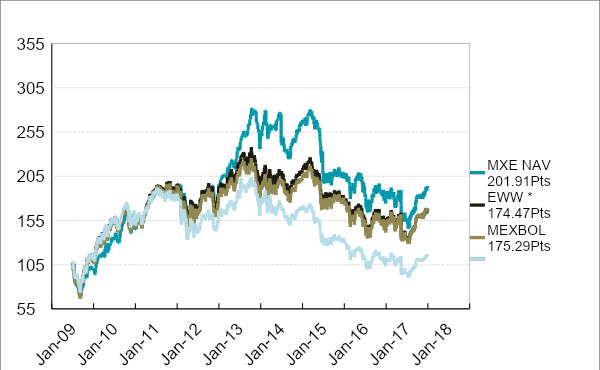 355
305
255
205
155
105
55
MXE NAV
201.91Pts
EWW *
174.47Pts
MEXBOL
175.29Pts
Jan-09
Jan-10
Jan-11
Jan-12
Jan-13
Jan-14
Jan-15
Jan-16
Jan-17
Jan-18